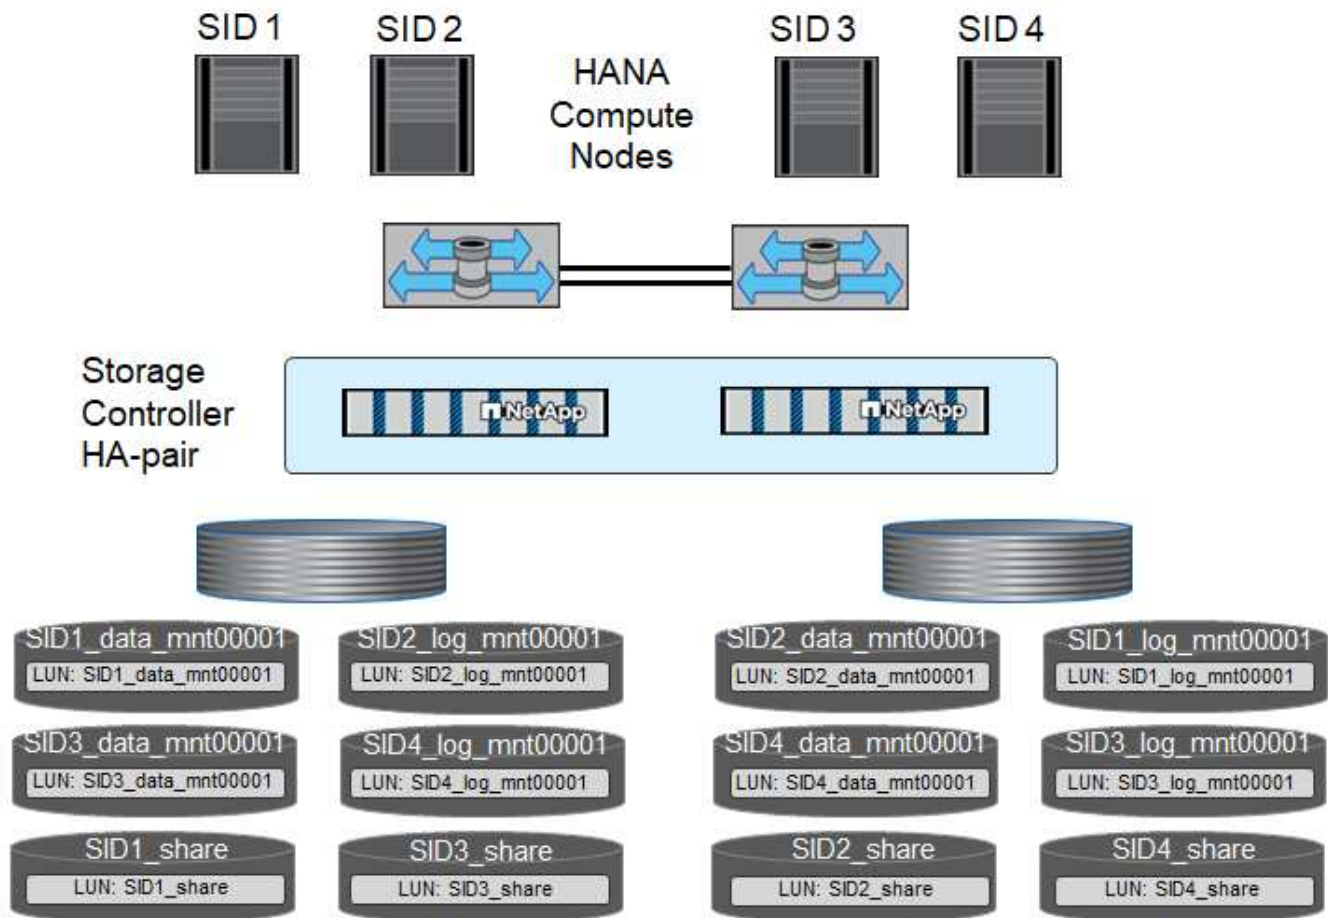 SID 1
SID 2
SID 3
SID 4
HANA
Compute
Nodes
Storage
Controller
HA-pair
NetApp
NetApp
SID1_data_mnt00001
LUN: SID1_data_mnt00001
SID2_log_mnt00001
LUN: SID2_log_mnt00001
SID2_data_mnt00001
LUN: SID2_data_mnt00001
SID1_log_mnt00001
LUN: SID1_log_mnt00001
SID3_data_mnt00001
LUN: SID3_data_mnt00001
SID4_log_mnt00001
LUN: SID4_log_mnt00001
SID4_data_mnt00001
LUN: SID4_data_mnt00001
SID3_log_mnt00001
LUN: SID3_log_mnt00001
SID1_share
LUN: SID1_share
SID3_share
LUN: SID3_share
SID2_share
LUN: SID2_share
SID4_share
LUN: SID4_share